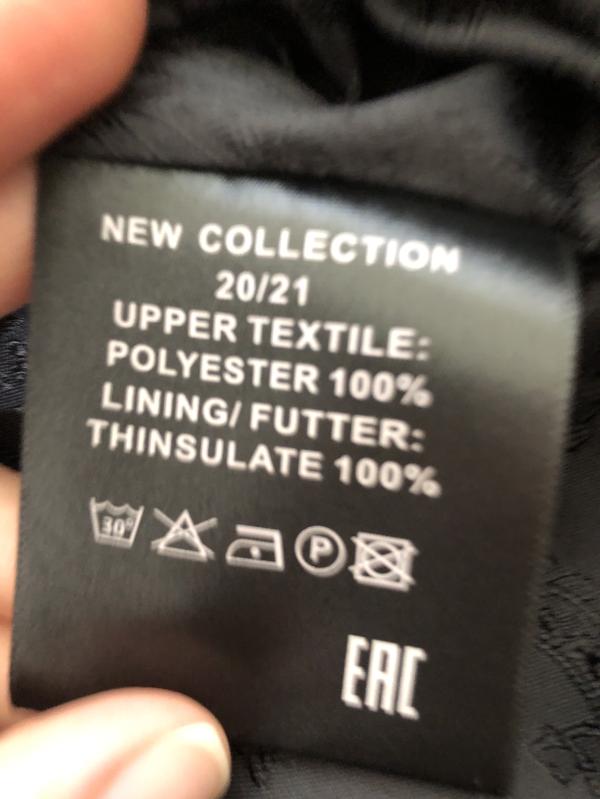 NEW COLLECTION
20/21
UPPER TEXTILE:
POLYESTER 100%
LINING/ FUTTER:
THINSULATE 100%
30° P
EAC